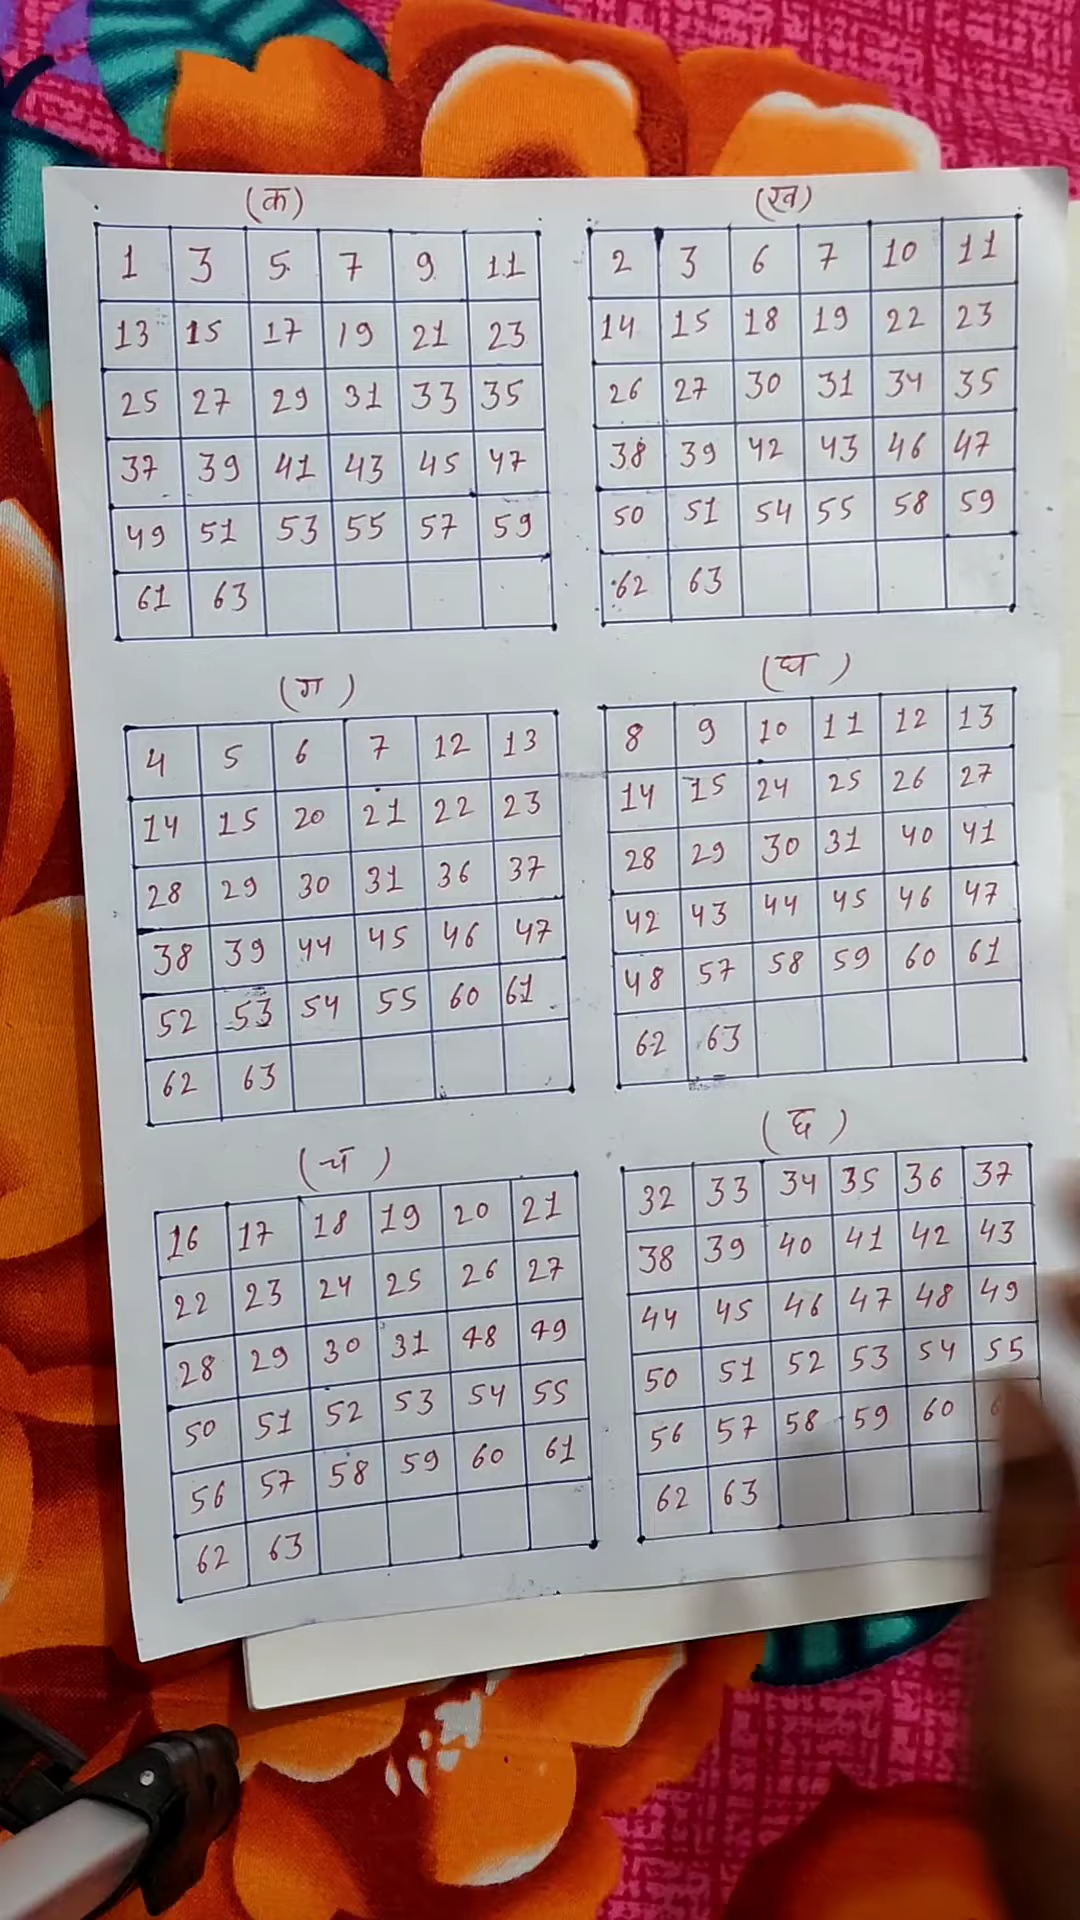 (क)
1 3 5 7 9 11
13 15 17 19 21 23
25 27 29 31 33 35
37 39 41 43 45 47
49 51 53 55 57 59
61 63
(ख)
2 3 6 7 10 11
14 15 18 19 22 23
26 27 30 31 34 35
38 39 42 43 46 47
50 51 54 55 58 59
62 63
(ग)
4 5 6 7 12 13
14 15 20 21 22 23
28 29 30 31 36 37
38 39 44 45 46 47
52 53 54 55 60 61
62 63
(घ)
8 9 10 11 12 13
14 15 24 25 26 27
28 29 30 31 40 41
42 43 44 45 46 47
48 57 58 59 60 61
62 63
(च)
16 17 18 19 20 21
22 23 24 25 26 27
28 29 30 31 48 49
50 51 52 53 54 55
56 57 58 59 60 61
62 63
(छ)
32 33 34 35 36 37
38 39 40 41 42 43
44 45 46 47 48 49
50 51 52 53 54 55
56 57 58 59 60
62 63